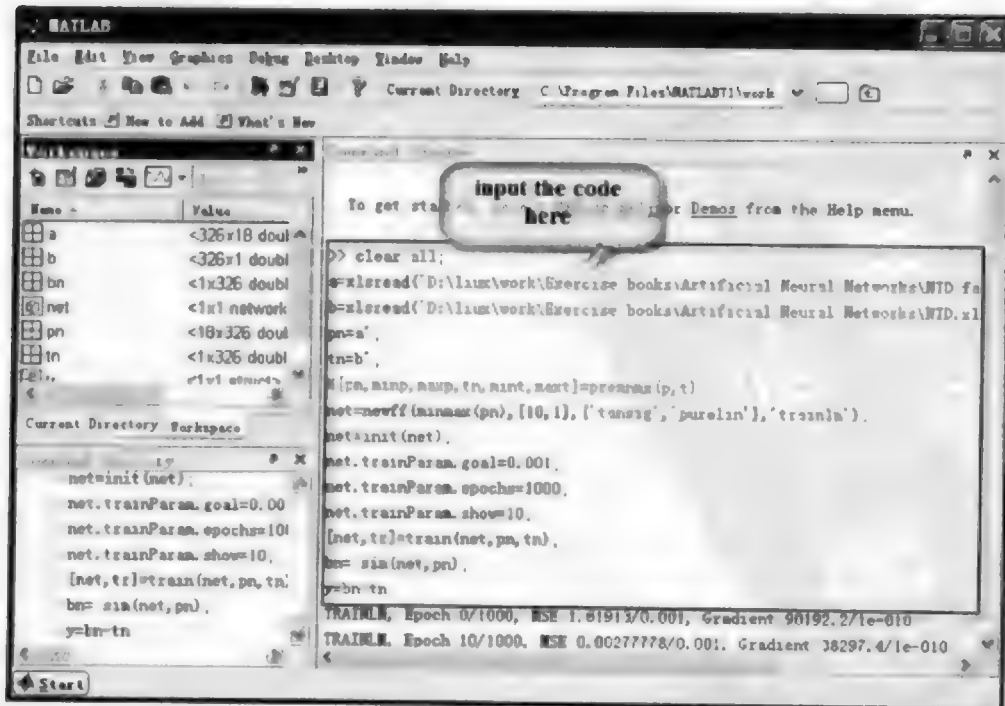 MATLAB
File Edit View Graphics Debug Desktop Window Help
Current Directory C:\Program Files\MATLAB71\work
Shortcuts How to Add What's New
Workspace
Name Value
a <326x18 doubl
b <326x1 doubl
bn <1x326 doubl
net <1x1 network
pn <18x326 doubl
tn <1x326 doubl
<1x1 struct>
Current Directory Workspace
net=init(net);
net.trainParam.goal=0.00
net.trainParam.epochs=100
net.trainParam.show=10,
[net,tr]=train(net,pn,tn)
bn= sim(net,pn),
y=bn-tn
Start
input the code
here
To get sta or Demos from the Help menu.
>> clear all;
a=xlsread('D:\liux\work\Exercise books\Artificial Neural Networks\NTD fa
b=xlsread('D:\liux\work\Exercise books\Artificial Neural Networks\NTD.xl
pn=a',
tn=b',
%[pn,minp,maxp,tn,mint,maxt]=premnmx(p,t)
net=newff(minmax(pn),[10,1],['tansig','purelin'],'trainlm'),
net=init(net),
net.trainParam.goal=0.001,
net.trainParam.epochs=1000,
net.trainParam.show=10,
[net,tr]=train(net,pn,tn),
bn= sim(net,pn),
y=bn-tn
TRAINLM, Epoch 0/1000, MSE 1.61913/0.001, Gradient 90192.2/1e-010
TRAINLM, Epoch 10/1000, MSE 0.00277778/0.001, Gradient 38297.4/1e-010